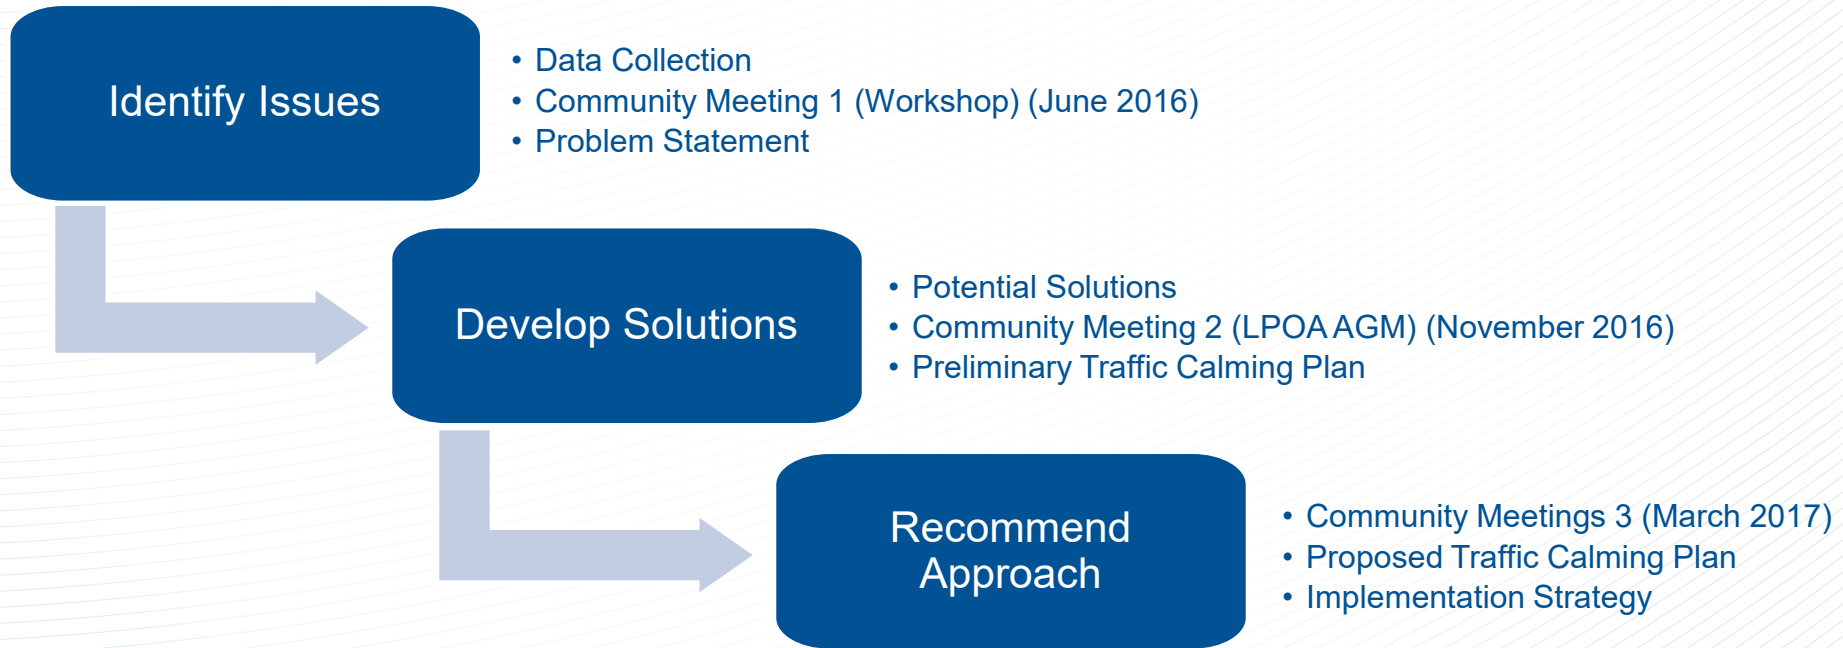 Identify Issues
• Data Collection
• Community Meeting 1 (Workshop) (June 2016)
• Problem Statement
Develop Solutions
• Potential Solutions
• Community Meeting 2 (LPOA AGM) (November 2016)
• Preliminary Traffic Calming Plan
Recommend
Approach
• Community Meetings 3 (March 2017)
• Proposed Traffic Calming Plan
• Implementation Strategy